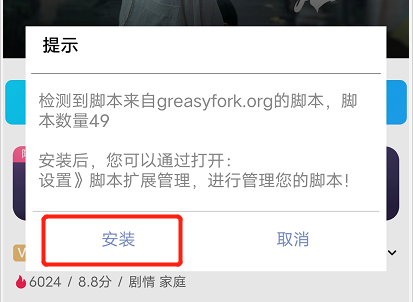 提示
检测到脚本来自greasyfork.org的脚本，脚
本数量49
安装后，您可以通过打开：
设置》脚本扩展管理，进行管理您的脚本！
安装
取消
V
6024 / 8.8分 / 剧情 家庭